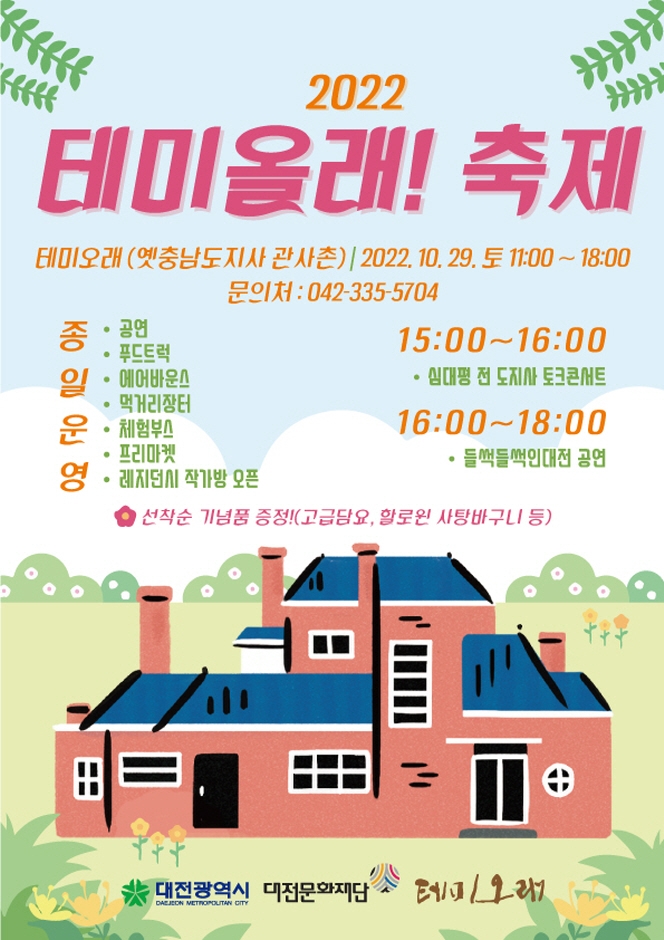 2022
테미올래! 축제
테미오래 (옛충남도지사 관사촌) | 2022. 10. 29. 토 11:00 ~ 18:00
문의처 : 042-335-5704
종일운영
• 공연
• 푸드트럭
• 에어바운스
• 먹거리장터
• 체험부스
• 프리마켓
• 레지던시 작가방 오픈
15:00~16:00
• 심대평 전 도지사 토크콘서트
16:00~18:00
• 들썩들썩인대전 공연
선착순 기념품 증정!(고급담요, 할로윈 사탕바구니 등)
대전광역시
DAEJEON METROPOLITAN CITY
대전문화재단
테미오래